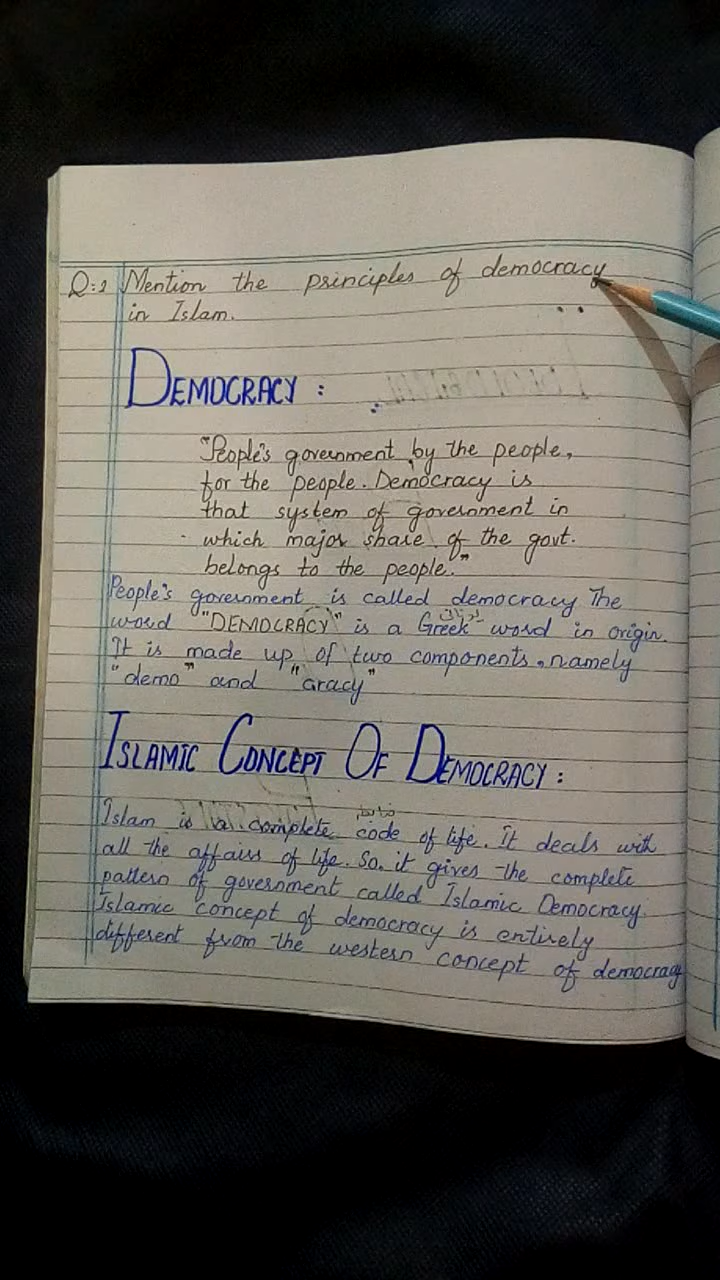 Q:2 Mention the principles of democracy
in Islam.
DEMOCRACY :
"People's government by the people,
for the people. Democracy is
that system of government in
which major share of the govt.
belongs to the people."
People's government is called democracy The
word "DEMOCRACY" is a Greek word in origin.
It is made up of two components, namely
"demo" and "cracy"
ISLAMIC CONCEPT OF DEMOCRACY :
Islam is a complete code of life. It deals with
all the affairs of life. So, it gives the complete
pattern of government called Islamic Democracy.
Islamic concept of democracy is entirely
different from the western concept of democracy